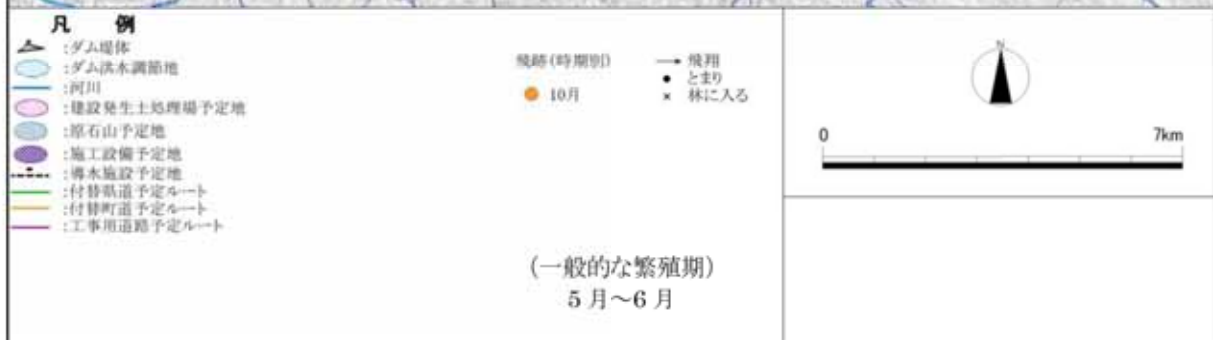 凡 例
:ダム堤体
:ダム洪水調節地
:河川
:建設発生土処理場予定地
:原石山予定地
:施工設備予定地
:導水施設予定地
:付替県道予定ルート
:付替町道予定ルート
:工事用道路予定ルート
飛跡(時期別)
10月
飛翔
とまり
林に入る
(一般的な繁殖期)
5月～6月
N
0 7km